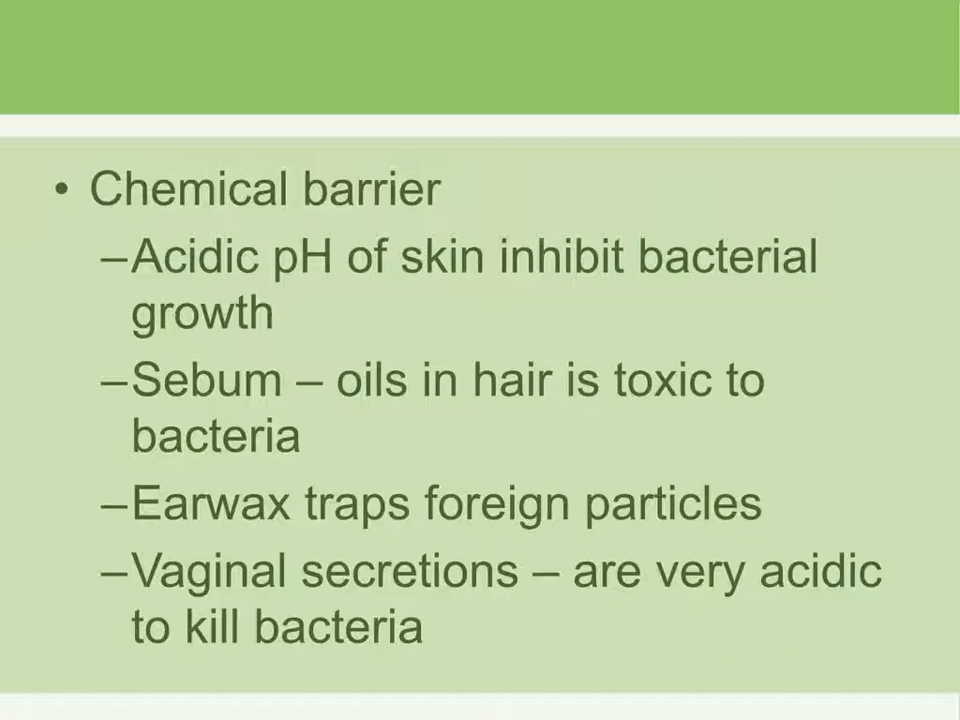 • Chemical barrier
–Acidic pH of skin inhibit bacterial
growth
–Sebum – oils in hair is toxic to
bacteria
–Earwax traps foreign particles
–Vaginal secretions – are very acidic
to kill bacteria